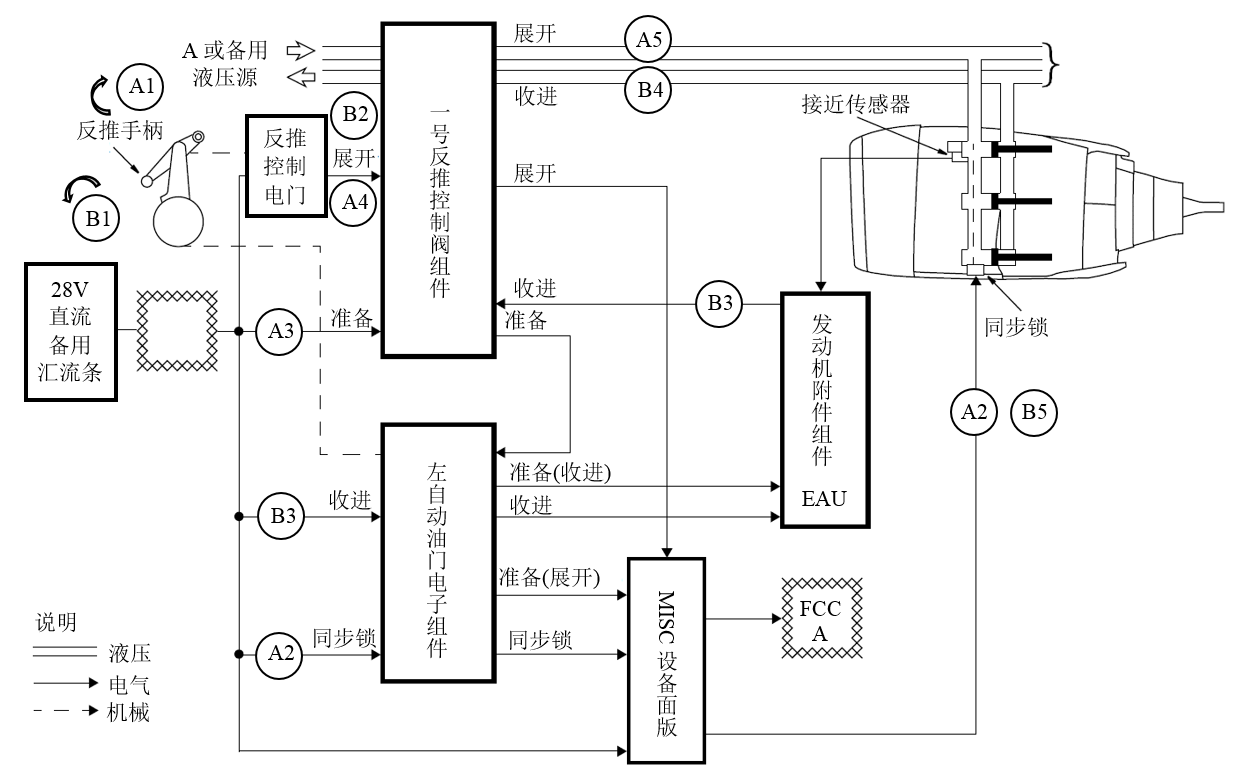 展开
A5
A 或备用
液压源
收进
B4
A1
反推手柄
B1
反推
控制
电门
B2
展开
A4
一号反推控制阀组件
接近传感器
展开
28V
直流
备用
汇流条
A3
准备
收进
B3
准备
发动机附件组件
EAU
同步锁
A2
B5
左自动油门电子组件
准备(收进)
收进
B3
收进
准备(展开)
A2
同步锁
同步锁
MISC 设备面版
FCC
A
说明
液压
电气
机械